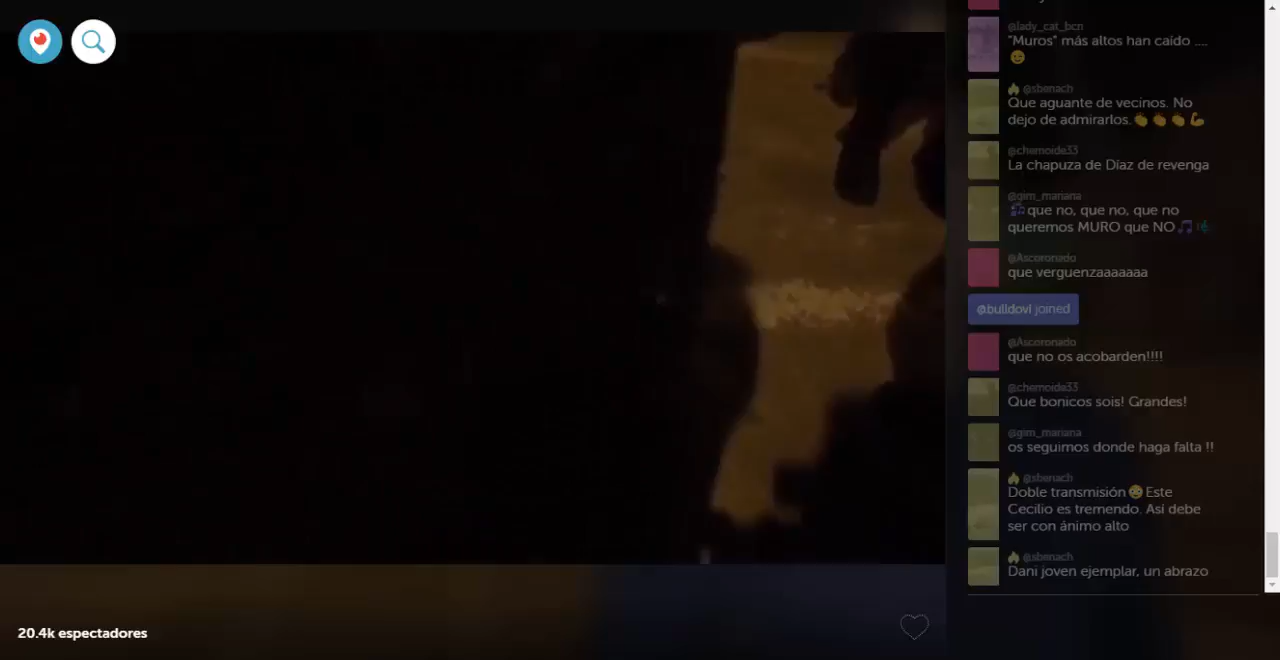 @lady_cat_bcn
"Muros" más altos han caído ....
@sbenach
Que aguante de vecinos. No
dejo de admirarlos.
@chemoide33
La chapuza de Díaz de revenga
@gim_mariana
que no, que no, que no
queremos MURO que NO
@Ascoronado
que verguenzaaaaaaa
@bulldovl joined
@Ascoronado
que no os acobarden!!!!
@chemoide33
Que bonicos sois! Grandes!
@gim_mariana
os seguimos donde haga falta !!
@sbenach
Doble transmisión Este
Cecilio es tremendo. Así debe
ser con ánimo alto
@sbenach
Dani joven ejemplar, un abrazo
20.4k espectadores